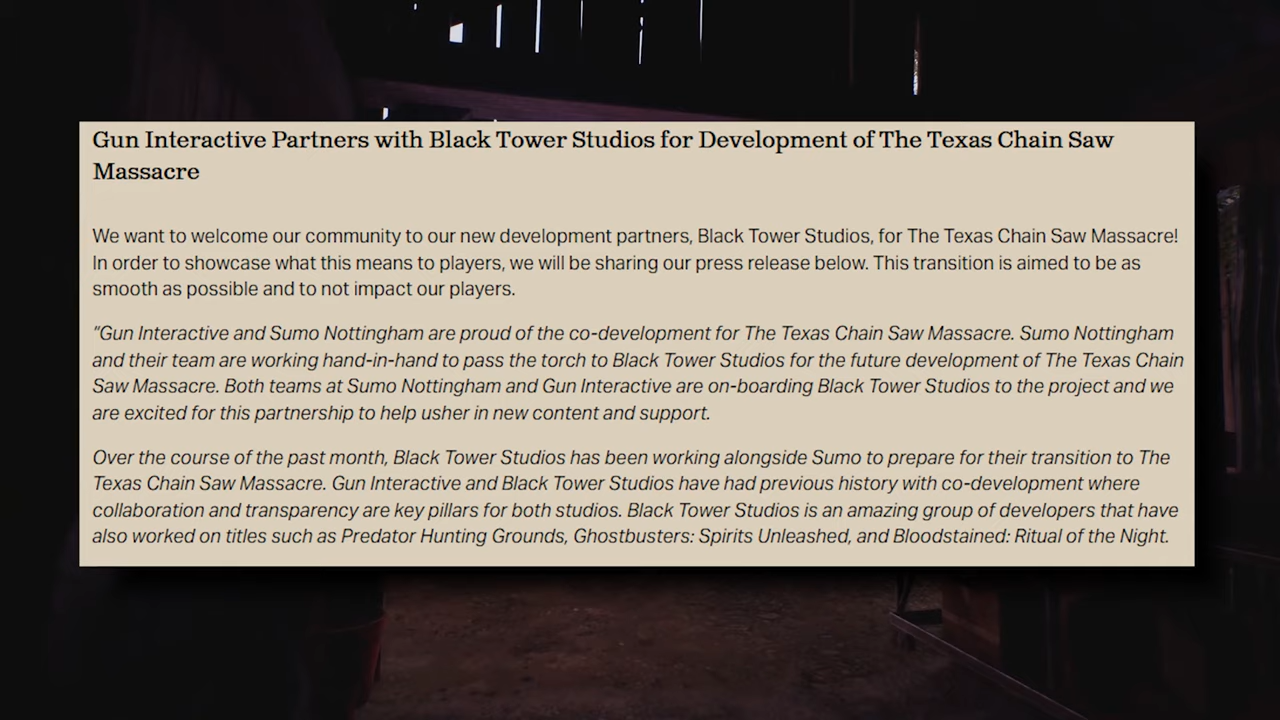 Gun Interactive Partners with Black Tower Studios for Development of The Texas Chain Saw
Massacre
We want to welcome our community to our new development partners, Black Tower Studios, for The Texas Chain Saw Massacre!
In order to showcase what this means to players, we will be sharing our press release below. This transition is aimed to be as
smooth as possible and to not impact our players.
"Gun Interactive and Sumo Nottingham are proud of the co-development for The Texas Chain Saw Massacre. Sumo Nottingham
and their team are working hand-in-hand to pass the torch to Black Tower Studios for the future development of The Texas Chain
Saw Massacre. Both teams at Sumo Nottingham and Gun Interactive are on-boarding Black Tower Studios to the project and we
are excited for this partnership to help usher in new content and support.
Over the course of the past month, Black Tower Studios has been working alongside Sumo to prepare for their transition to The
Texas Chain Saw Massacre. Gun Interactive and Black Tower Studios have had previous history with co-development where
collaboration and transparency are key pillars for both studios. Black Tower Studios is an amazing group of developers that have
also worked on titles such as Predator Hunting Grounds, Ghostbusters: Spirits Unleashed, and Bloodstained: Ritual of the Night.